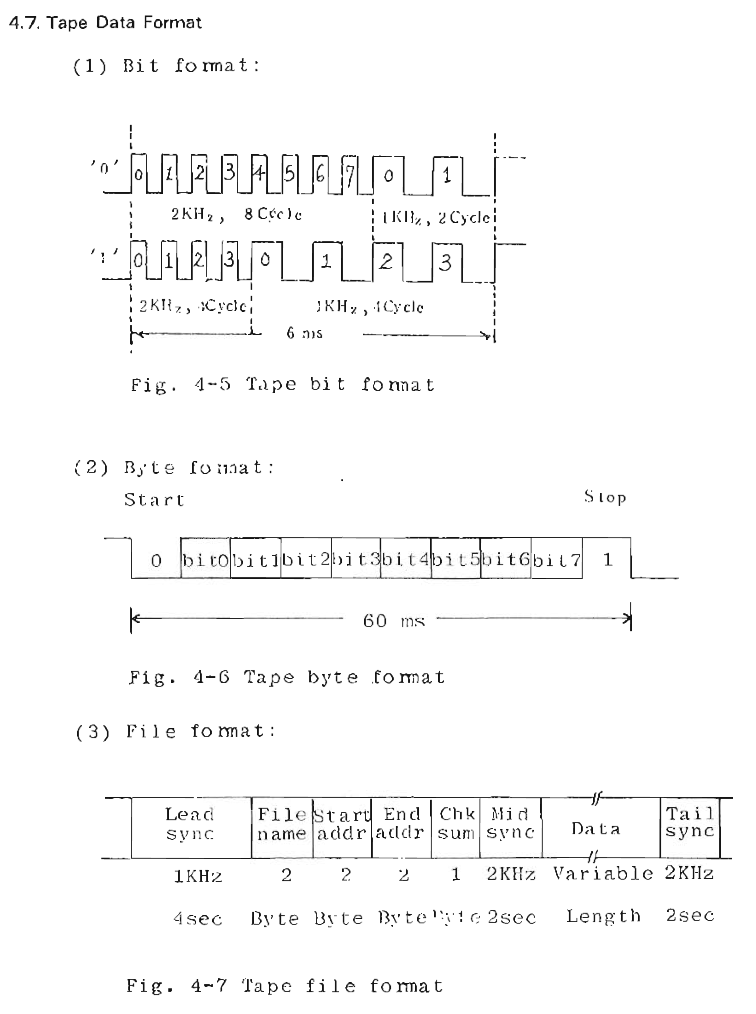 4.7. Tape Data Format
(1) Bit format:
'0' 0 1 2 3 4 5 6 7 0 1
2KHz, 8 Cycle 1KHz, 2Cycle
'1' 0 1 2 3 0 1 2 3
2KHz, 4Cycle 1KHz, 4Cycle
6 ms
Fig. 4-5 Tape bit format
(2) Byte format:
Start Stop
0 bit0 bit1 bit2 bit3 bit4 bit5 bit6 bit7 1
60 ms
Fig. 4-6 Tape byte format
(3) File format:
Lead File Start End Chk Mid Data Tail
sync name addr addr sum sync sync
1KHz 2 2 2 1 2KHz Variable 2KHz
4sec Byte Byte Byte Byte 2sec Length 2sec
Fig. 4-7 Tape file format